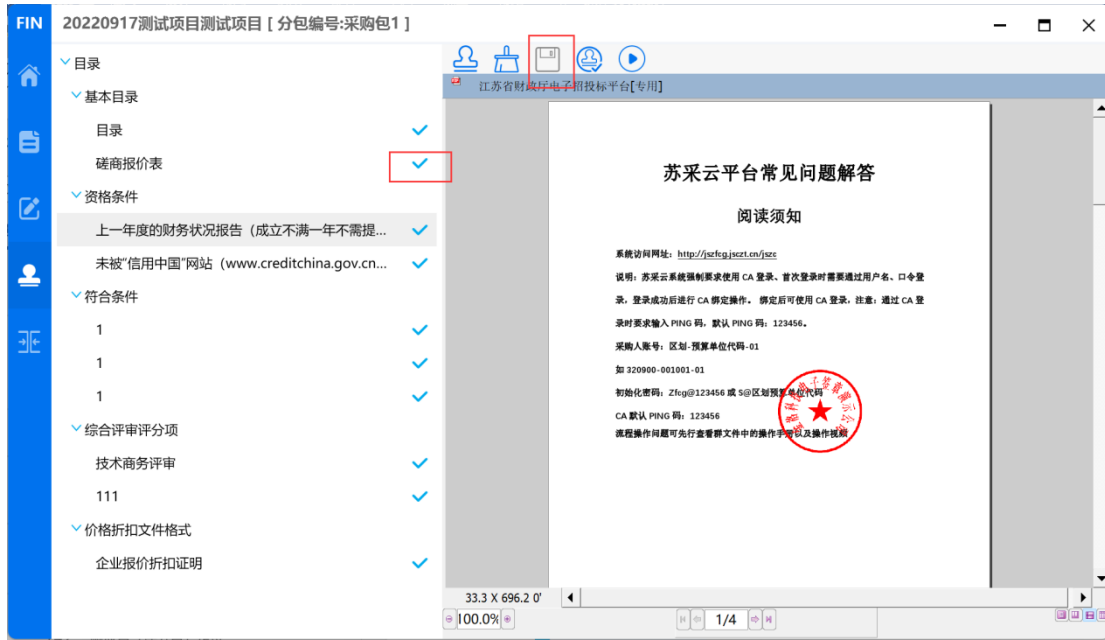 FIN
20220917测试项目测试项目 [ 分包编号:采购包1 ]
目录
基本目录
目录
磋商报价表
资格条件
上一年度的财务状况报告（成立不满一年不需提...
未被“信用中国”网站（www.creditchina.gov.cn...
符合条件
1
1
1
综合评审评分项
技术商务评审
111
价格折扣文件格式
企业报价折扣证明
江苏省财政厅电子招投标平台[专用]
苏采云平台常见问题解答
阅读须知
系统访问网址：http://jszfcg.jsczt.cn/jszc
说明：苏采云系统强制要求使用 CA 登录、首次登录时需要通过用户名、口令登
录，登录成功后进行 CA 绑定操作。 绑定后可使用 CA 登录，注意：通过 CA 登
录时要求输入 PING 码，默认 PING 码：123456。
采购人账号：区划-预算单位代码-01
如 320900-001001-01
初始化密码：Zfcg@123456 或 S@区划预算单位代码
CA 默认 PING 码：123456
流程操作问题可先行查看群文件中的操作手册以及操作视频
33.3 X 696.2 0'
100.0%
1/4